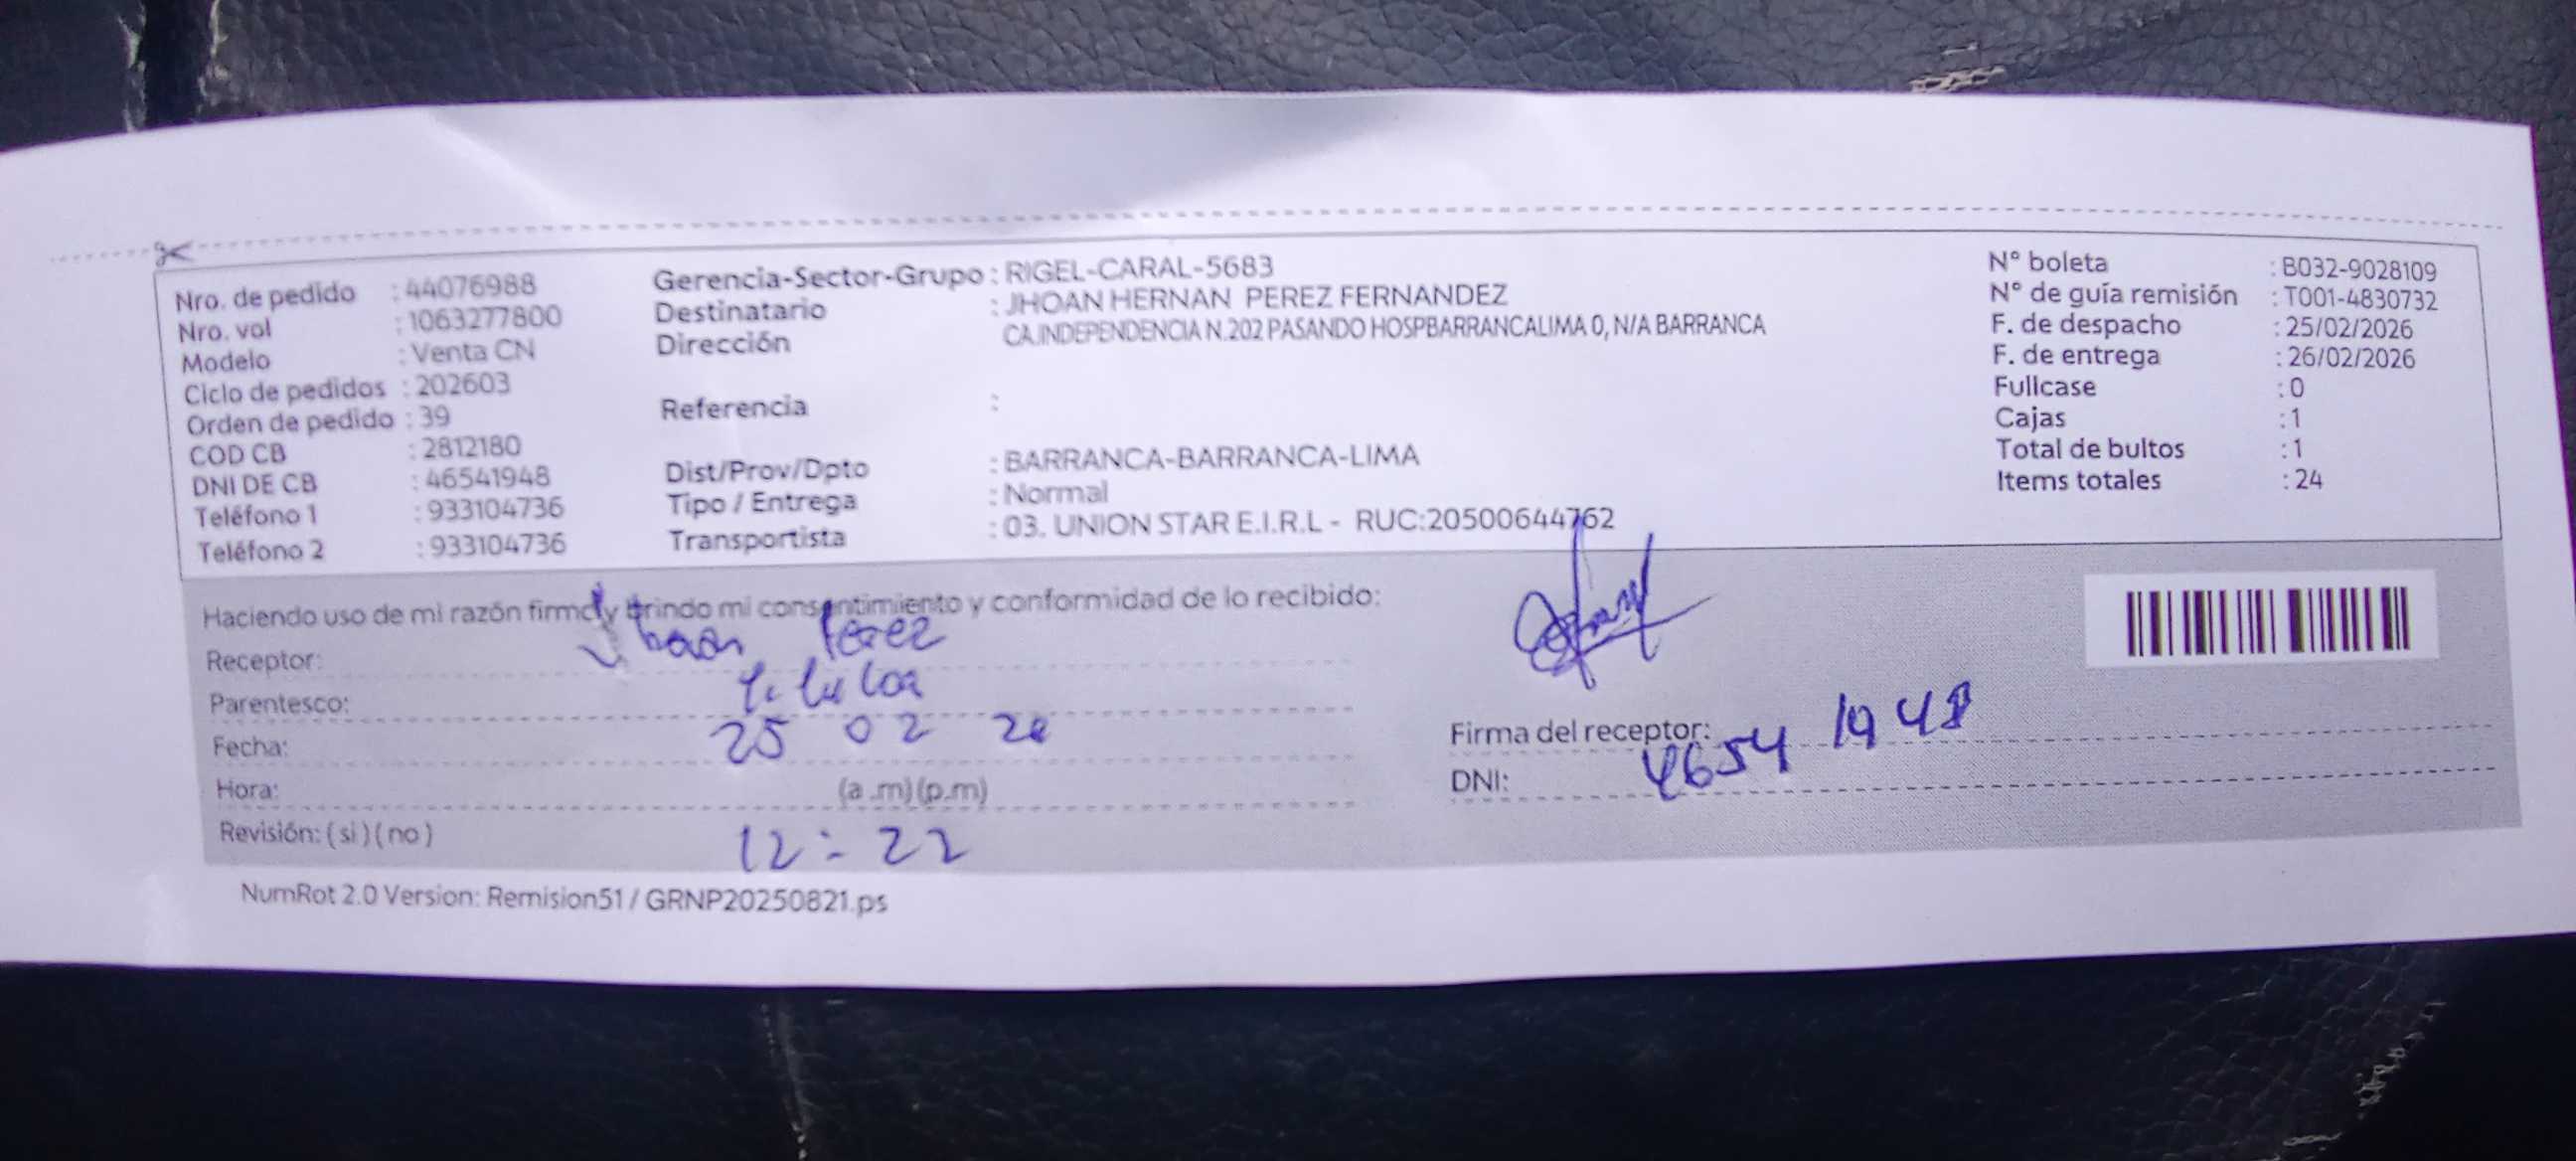 Nro. de pedido : 44076988
Nro. vol : 1063277800
Modelo : Venta CN
Ciclo de pedidos : 202603
Orden de pedido : 39
COD CB : 2812180
DNI DE CB : 46541948
Teléfono 1 : 933104736
Teléfono 2 : 933104736
Gerencia-Sector-Grupo : RIGEL-CARAL-5683
Destinatario : JHOAN HERNAN PEREZ FERNANDEZ
Dirección CA.INDEPENDENCIA N.202 PASANDO HOSPBARRANCALIMA 0, N/A BARRANCA
Referencia :
Dist/Prov/Dpto : BARRANCA-BARRANCA-LIMA
Tipo / Entrega : Normal
Transportista : 03. UNION STAR E.I.R.L - RUC:20500644762
N° boleta : B032-9028109
N° de guía remisión : T001-4830732
F. de despacho : 25/02/2026
F. de entrega : 26/02/2026
Fullcase : 0
Cajas : 1
Total de bultos : 1
Items totales : 24
Haciendo uso de mi razón firmo y brindo mi consentimiento y conformidad de lo recibido:
Receptor: Jhoan Perez
Parentesco: Titular
Fecha: 25 02 26
Hora: (a .m) (p.m)
Revisión: ( si ) ( no ) 12:22
Firma del receptor:
DNI: 46541948
NumRot 2.0 Version: Remision51 / GRNP20250821.ps